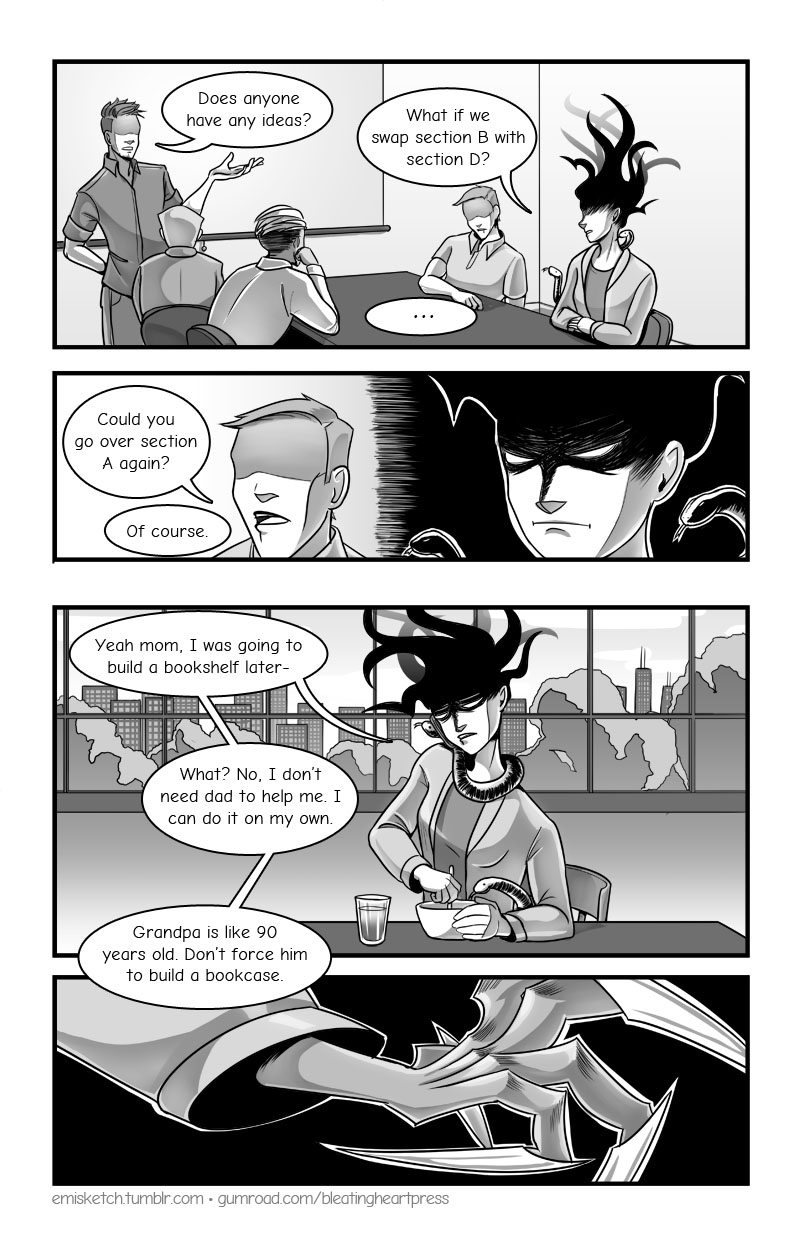 Does anyone
have any ideas?
What if we
swap section B with
section D?
...
Could you
go over section
A again?
Of course.
Yeah mom, I was going to
build a bookshelf later-
What? No, I don't
need dad to help me. I
can do it on my own.
Grandpa is like 90
years old. Don't force him
to build a bookcase.
emisketch.tumblr.com • gumroad.com/bleatingheartpress